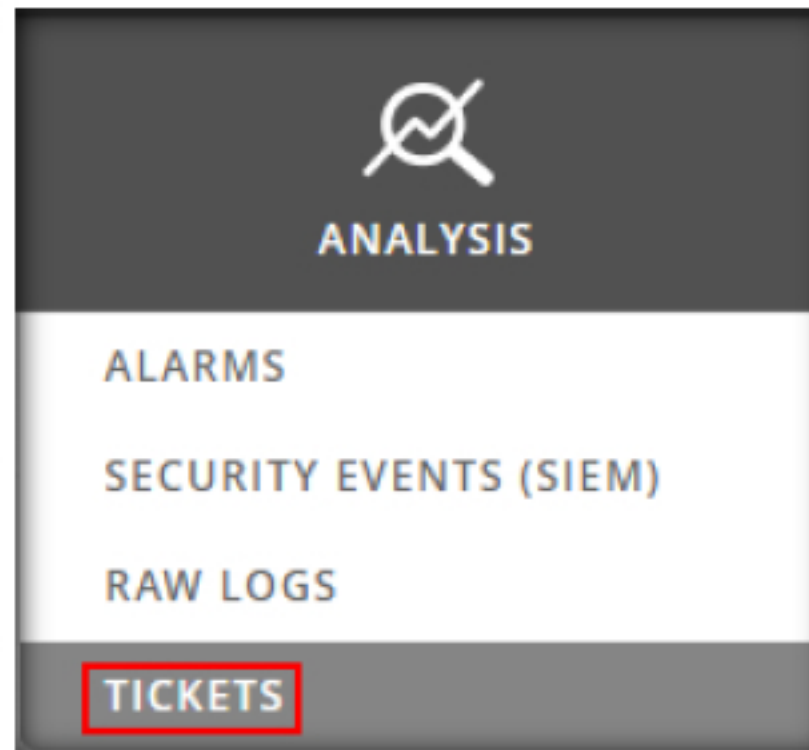 ANALYSIS
ALARMS
SECURITY EVENTS (SIEM)
RAW LOGS
TICKETS